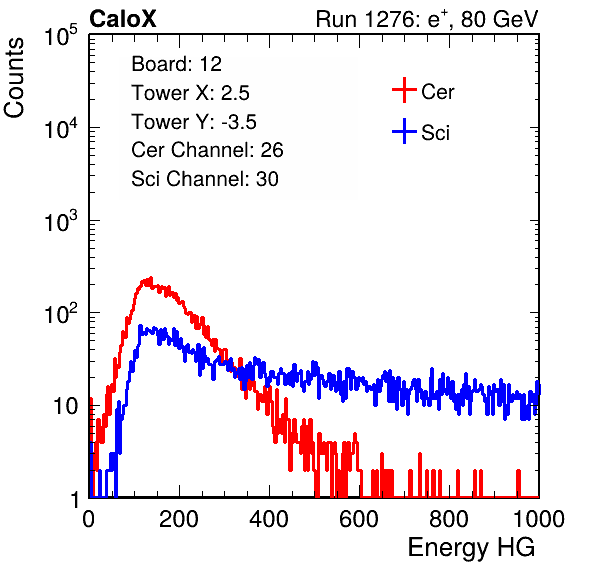 CaloX Run 1276: e⁺, 80 GeV
Counts
Board: 12
Tower X: 2.5
Tower Y: -3.5
Cer Channel: 26
Sci Channel: 30
Cer
Sci
10⁵
10⁴
10³
10²
10
1
0 200 400 600 800 1000
Energy HG